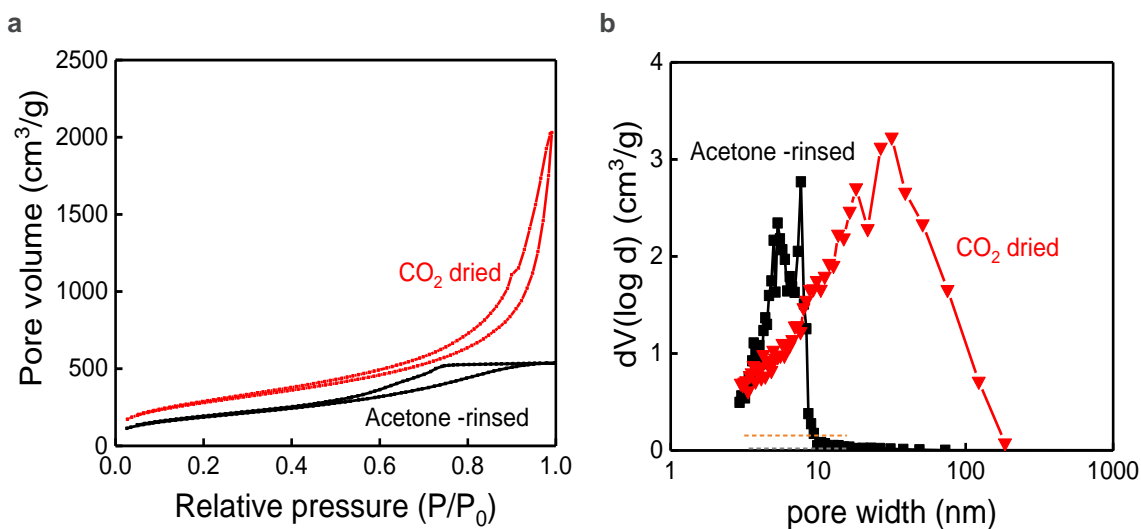 a
Pore volume (cm³/g)
2500
2000
1500
1000
500
0
CO₂ dried
Acetone -rinsed
0.0 0.2 0.4 0.6 0.8 1.0
Relative pressure (P/P₀)
b
dV(log d) (cm³/g)
4
3
2
1
0
Acetone -rinsed
CO₂ dried
1 10 100 1000
pore width (nm)